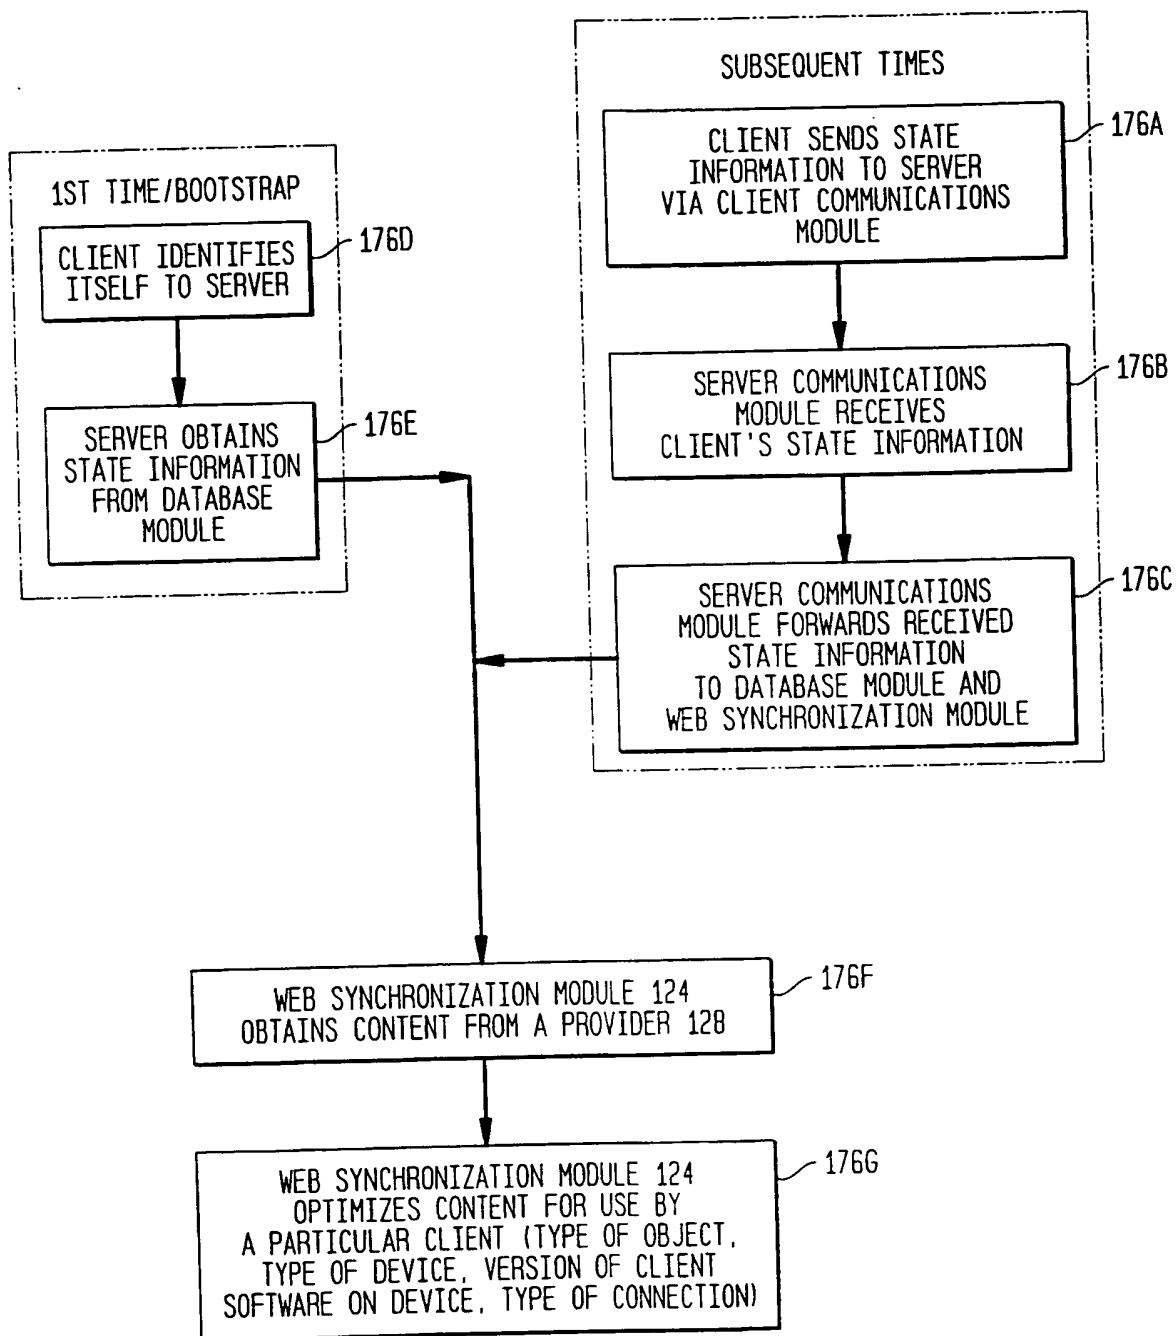 1ST TIME/BOOTSTRAP
CLIENT IDENTIFIES
ITSELF TO SERVER
176D
SERVER OBTAINS
STATE INFORMATION
FROM DATABASE
MODULE
176E
SUBSEQUENT TIMES
CLIENT SENDS STATE
INFORMATION TO SERVER
VIA CLIENT COMMUNICATIONS
MODULE
176A
SERVER COMMUNICATIONS
MODULE RECEIVES
CLIENT'S STATE INFORMATION
176B
SERVER COMMUNICATIONS
MODULE FORWARDS RECEIVED
STATE INFORMATION
TO DATABASE MODULE AND
WEB SYNCHRONIZATION MODULE
176C
WEB SYNCHRONIZATION MODULE 124
OBTAINS CONTENT FROM A PROVIDER 128
176F
WEB SYNCHRONIZATION MODULE 124
OPTIMIZES CONTENT FOR USE BY
A PARTICULAR CLIENT (TYPE OF OBJECT,
TYPE OF DEVICE, VERSION OF CLIENT
SOFTWARE ON DEVICE, TYPE OF CONNECTION)
176G